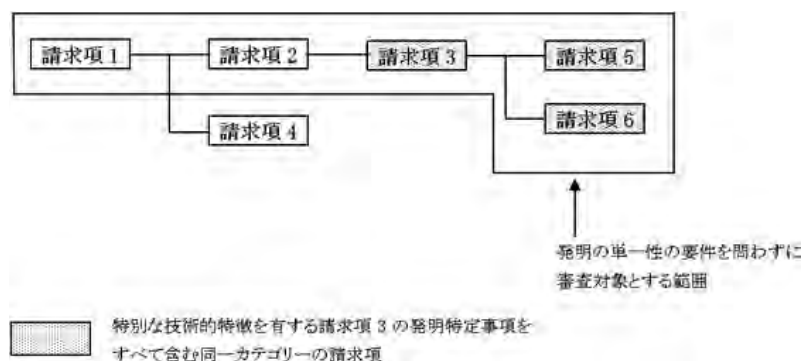 請求項 1 請求項 2 請求項 3 請求項 5
請求項 4 請求項 6
発明の単一性の要件を問わずに
審査対象とする範囲
特別な技術的特徴を有する請求項 3 の発明特定事項を
すべて含む同一カテゴリーの請求項